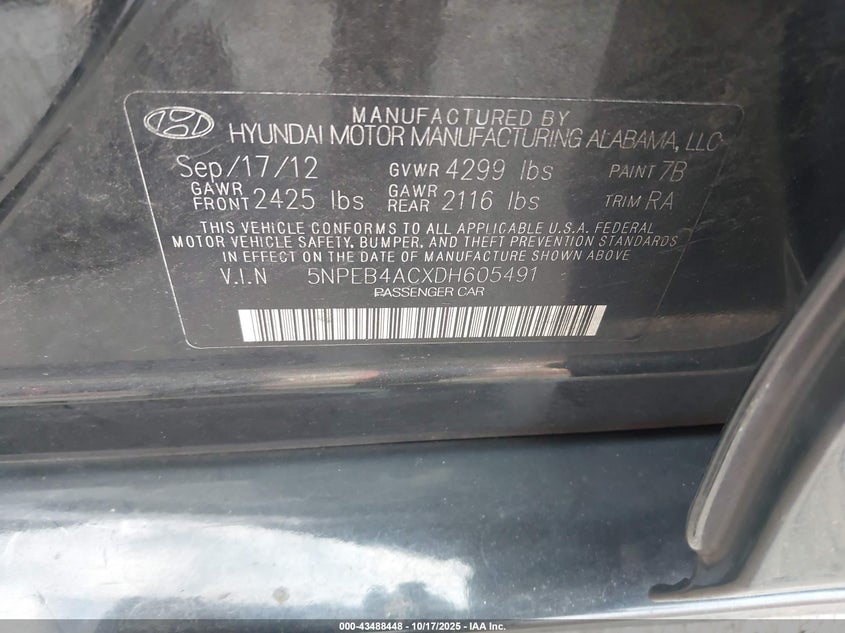 MANUFACTURED BY
HYUNDAI MOTOR MANUFACTURING ALABAMA, LLC
Sep/17/12 GVWR 4299 lbs PAINT 7B
GAWR FRONT 2425 lbs GAWR REAR 2116 lbs TRIM RA
THIS VEHICLE CONFORMS TO ALL APPLICABLE U.S.A. FEDERAL
MOTOR VEHICLE SAFETY, BUMPER, AND THEFT PREVENTION STANDARDS
IN EFFECT ON THE DATE OF MANUFACTURE SHOWN ABOVE.
V.I.N 5NPEB4ACXDH605491
PASSENGER CAR
000-43488448 - 10/17/2025 - IAA Inc.